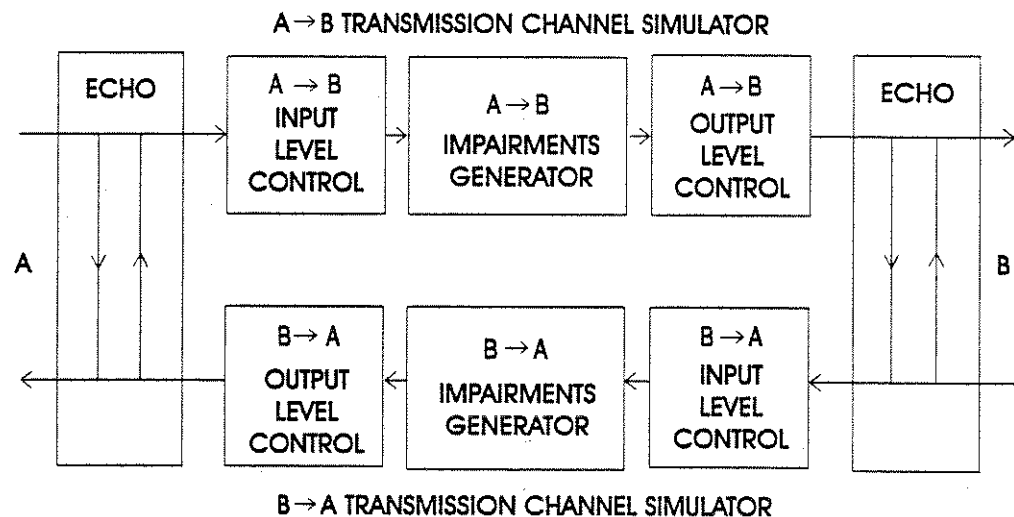 A→B TRANSMISSION CHANNEL SIMULATOR
ECHO
A → B
INPUT
LEVEL
CONTROL
A → B
IMPAIRMENTS
GENERATOR
A → B
OUTPUT
LEVEL
CONTROL
ECHO
A
B
B → A
OUTPUT
LEVEL
CONTROL
B → A
IMPAIRMENTS
GENERATOR
B → A
INPUT
LEVEL
CONTROL
B→A TRANSMISSION CHANNEL SIMULATOR